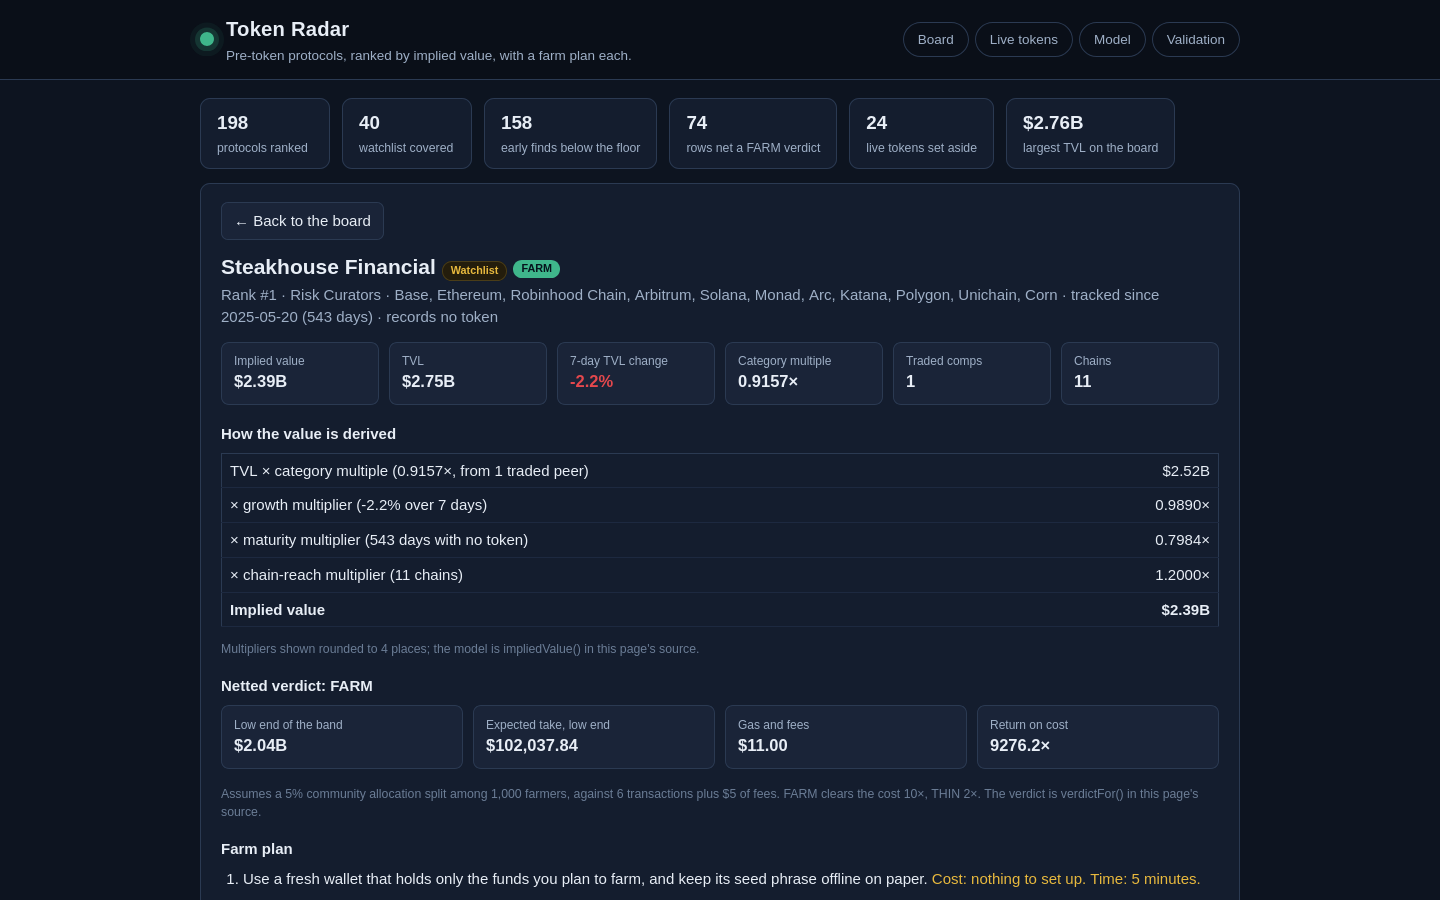 Token Radar
Pre-token protocols, ranked by implied value, with a farm plan each.
Board
Live tokens
Model
Validation
198
protocols ranked
40
watchlist covered
158
early finds below the floor
74
rows net a FARM verdict
24
live tokens set aside
$2.76B
largest TVL on the board
← Back to the board
Steakhouse Financial Watchlist FARM
Rank #1 · Risk Curators · Base, Ethereum, Robinhood Chain, Arbitrum, Solana, Monad, Arc, Katana, Polygon, Unichain, Corn · tracked since
2025-05-20 (543 days) · records no token
Implied value
$2.39B
TVL
$2.75B
7-day TVL change
-2.2%
Category multiple
0.9157×
Traded comps
1
Chains
11
How the value is derived
TVL × category multiple (0.9157×, from 1 traded peer) $2.52B
× growth multiplier (-2.2% over 7 days) 0.9890×
× maturity multiplier (543 days with no token) 0.7984×
× chain-reach multiplier (11 chains) 1.2000×
Implied value $2.39B
Multipliers shown rounded to 4 places; the model is impliedValue() in this page's source.
Netted verdict: FARM
Low end of the band
$2.04B
Expected take, low end
$102,037.84
Gas and fees
$11.00
Return on cost
9276.2×
Assumes a 5% community allocation split among 1,000 farmers, against 6 transactions plus $5 of fees. FARM clears the cost 10×, THIN 2×. The verdict is verdictFor() in this page's
source.
Farm plan
1. Use a fresh wallet that holds only the funds you plan to farm, and keep its seed phrase offline on paper. Cost: nothing to set up. Time: 5 minutes.